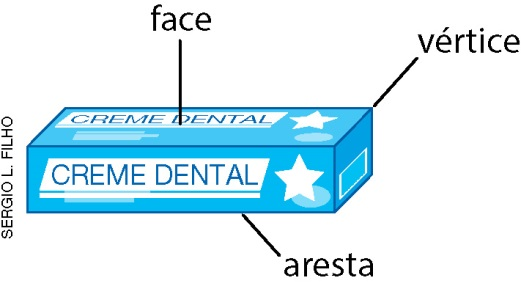 face
vértice
CREME DENTAL
CREME DENTAL
aresta
SERGIO L. FILHO